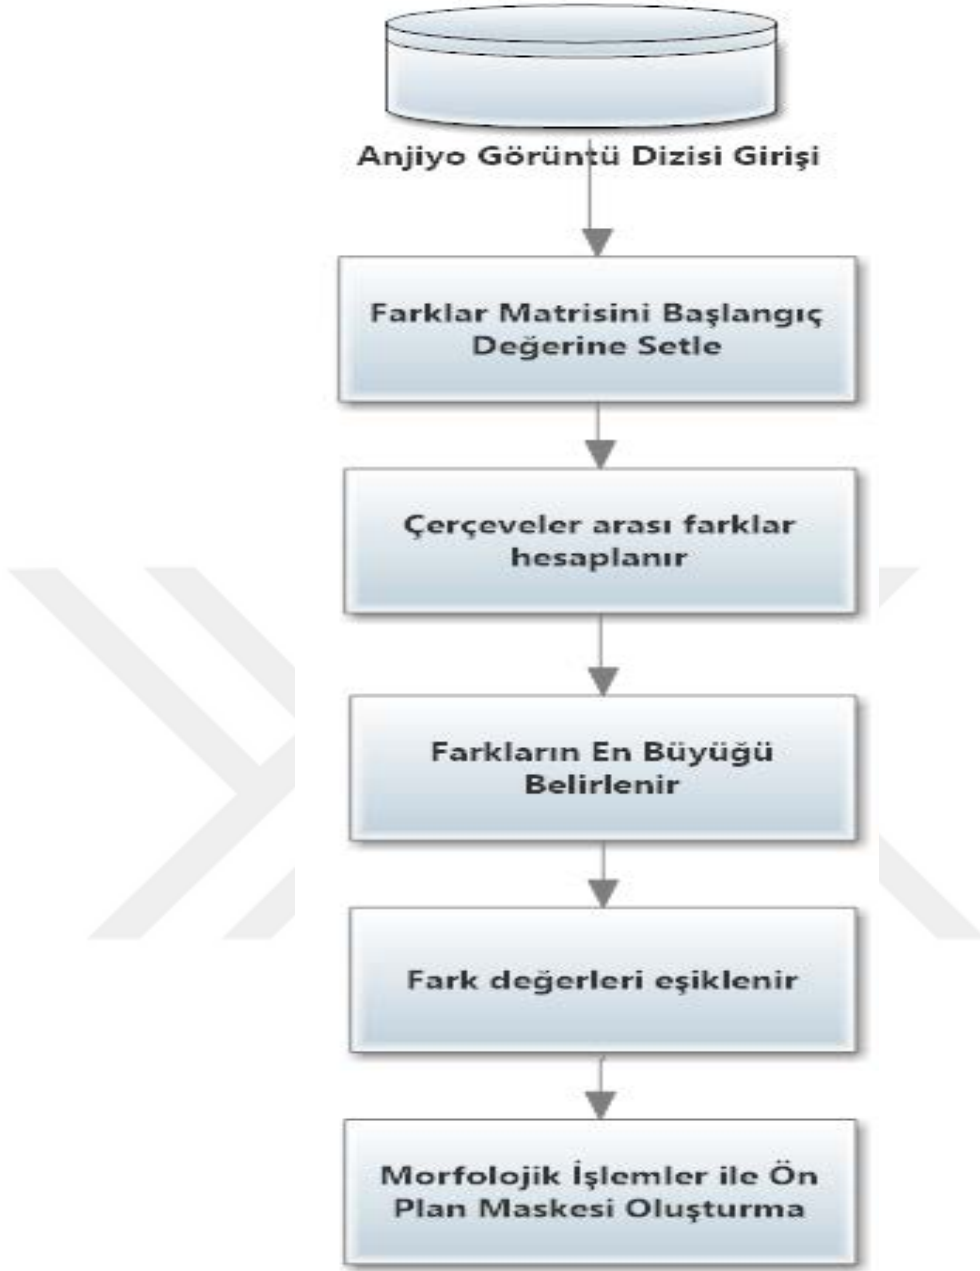 Anjiyo Görüntü Dizisi Girişi
Farklar Matrisini Başlangıç
Değerine Setle
Çerçeveler arası farklar
hesaplanır
Farkların En Büyüğü
Belirlenir
Fark değerleri eşiklenir
Morfolojik İşlemler ile Ön
Plan Maskesi Oluşturma